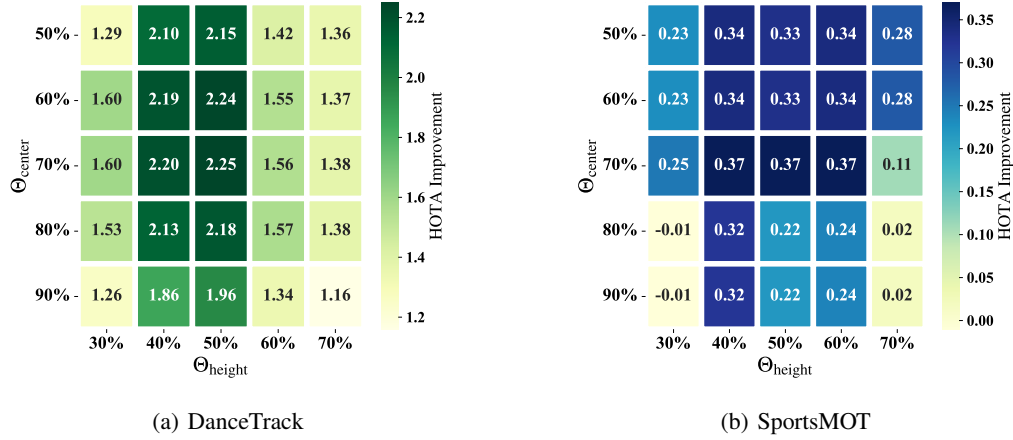 50% 1.29 2.10 2.15 1.42 1.36
60% 1.60 2.19 2.24 1.55 1.37
70% 1.60 2.20 2.25 1.56 1.38
80% 1.53 2.13 2.18 1.57 1.38
90% 1.26 1.86 1.96 1.34 1.16
30% 40% 50% 60% 70%
Θcenter
Θheight
2.2
2.0
1.8
1.6
1.4
1.2
HOTA Improvement
(a) DanceTrack
50% 0.23 0.34 0.33 0.34 0.28
60% 0.23 0.34 0.33 0.34 0.28
70% 0.25 0.37 0.37 0.37 0.11
80% -0.01 0.32 0.22 0.24 0.02
90% -0.01 0.32 0.22 0.24 0.02
30% 40% 50% 60% 70%
Θcenter
Θheight
0.35
0.30
0.25
0.20
0.15
0.10
0.05
0.00
HOTA Improvement
(b) SportsMOT